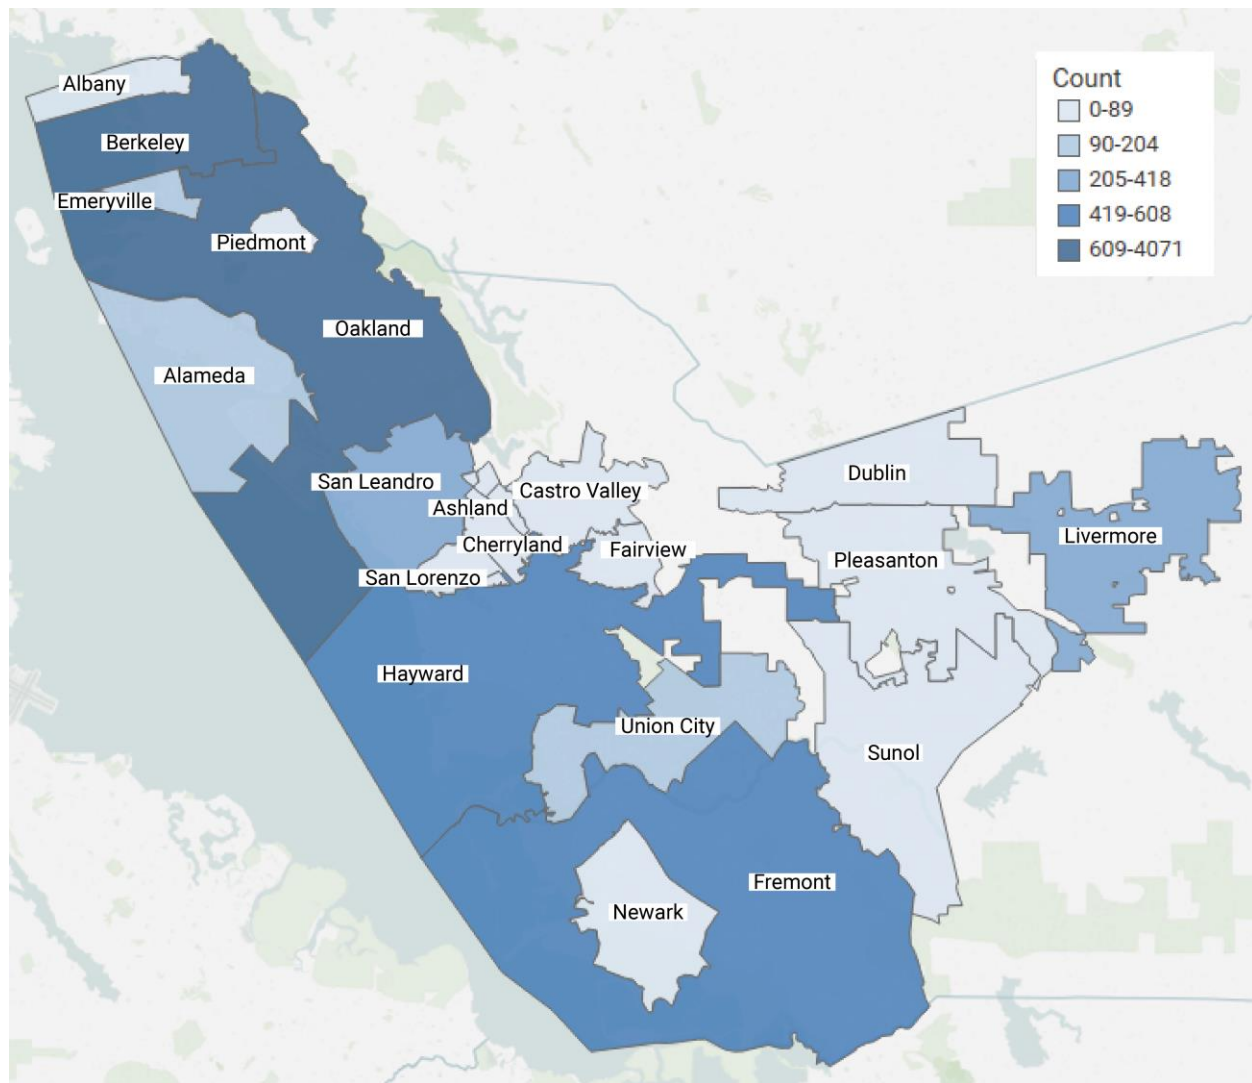 Count
0-89
90-204
205-418
419-608
609-4071
Albany
Berkeley
Emeryville
Piedmont
Oakland
Alameda
San Leandro
Ashland
Castro Valley
Cherryland
Fairview
San Lorenzo
Dublin
Livermore
Pleasanton
Hayward
Union City
Sunol
Fremont
Newark